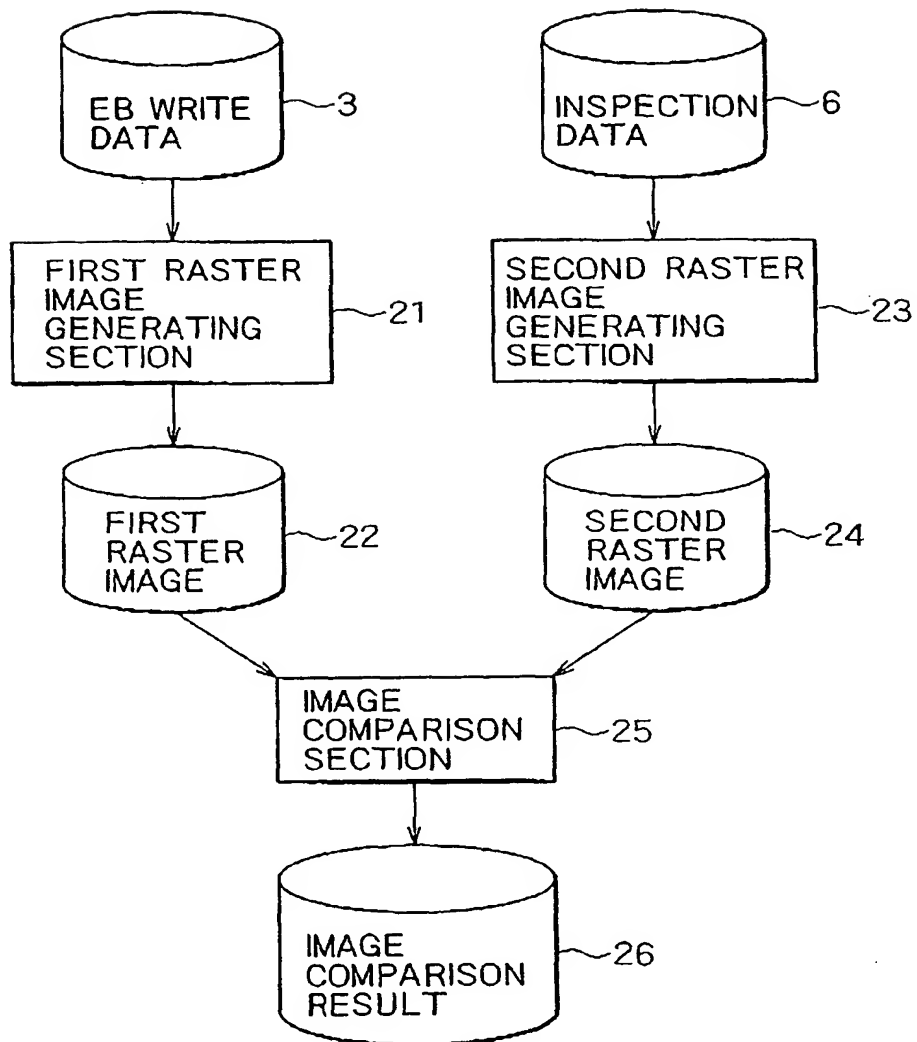 EB WRITE
DATA
3
INSPECTION
DATA
6
FIRST RASTER
IMAGE
GENERATING
SECTION
21
SECOND RASTER
IMAGE
GENERATING
SECTION
23
FIRST
RASTER
IMAGE
22
SECOND
RASTER
IMAGE
24
IMAGE
COMPARISON
SECTION
25
IMAGE
COMPARISON
RESULT
26